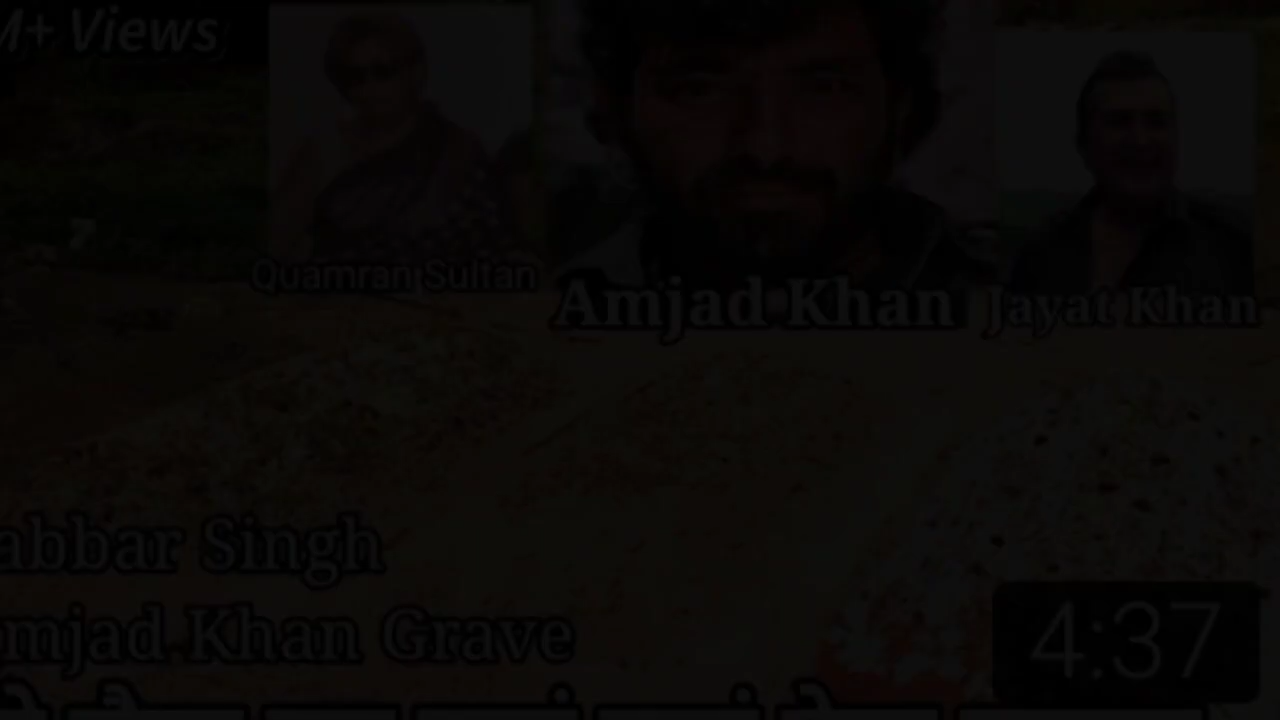 M+ Views
Quamran Sultan
Amjad Khan
Jayat Khan
abbar Singh
mjad Khan Grave
4:37